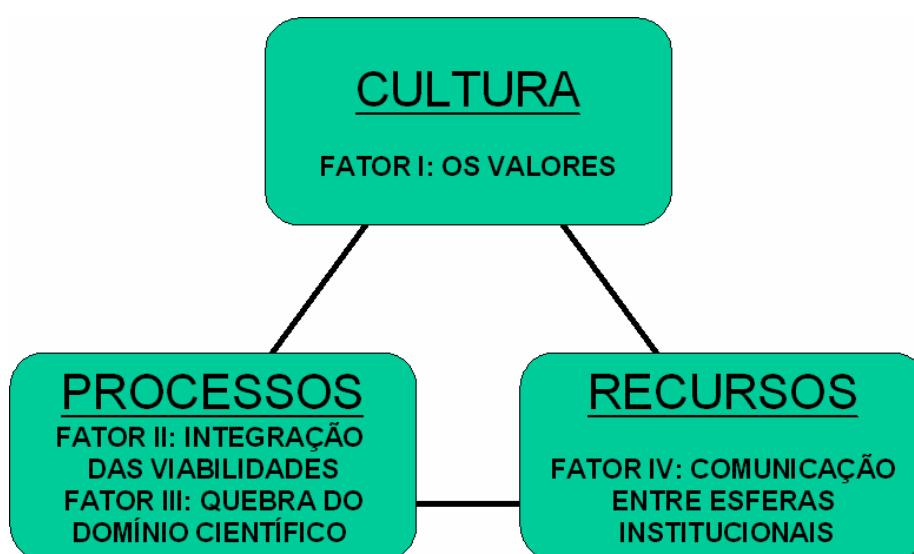 CULTURA
FATOR I: OS VALORES
PROCESSOS
FATOR II: INTEGRAÇÃO
DAS VIABILIDADES
FATOR III: QUEBRA DO
DOMÍNIO CIENTÍFICO
RECURSOS
FATOR IV: COMUNICAÇÃO
ENTRE ESFERAS
INSTITUCIONAIS